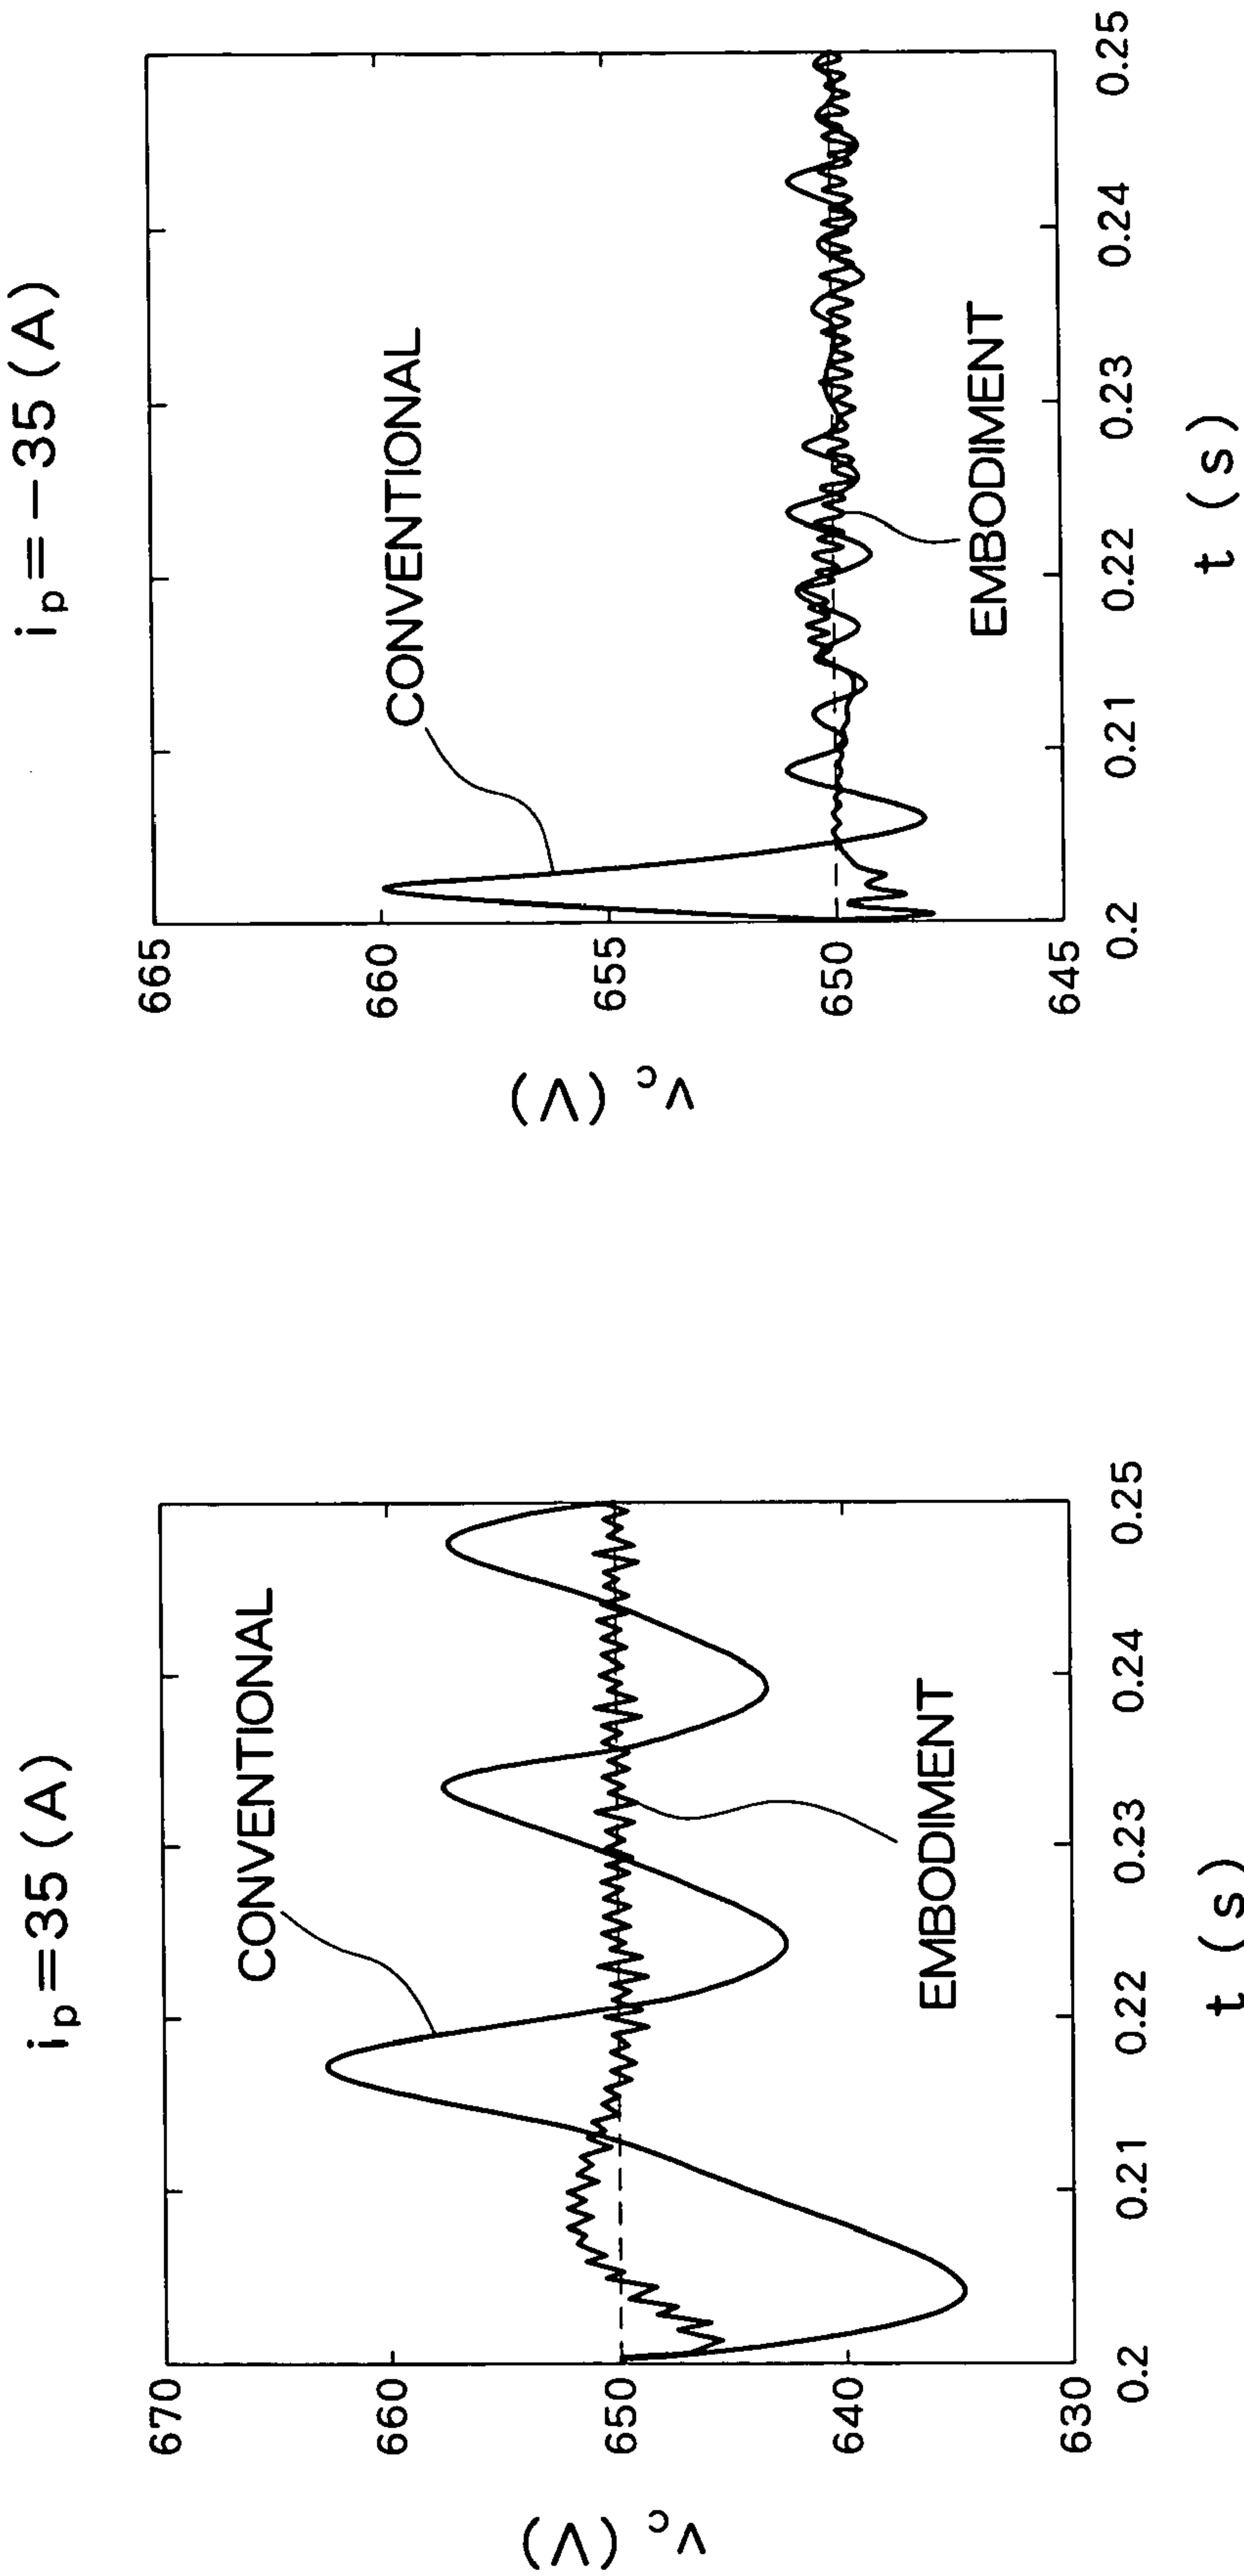 i_p=35 (A)
v_c (V)
670
660
650
640
630
CONVENTIONAL
EMBODIMENT
0.2
0.21
0.22
0.23
0.24
0.25
t (s)
i_p=-35 (A)
v_c (V)
665
660
655
650
645
CONVENTIONAL
EMBODIMENT
0.2
0.21
0.22
0.23
0.24
0.25
t (s)